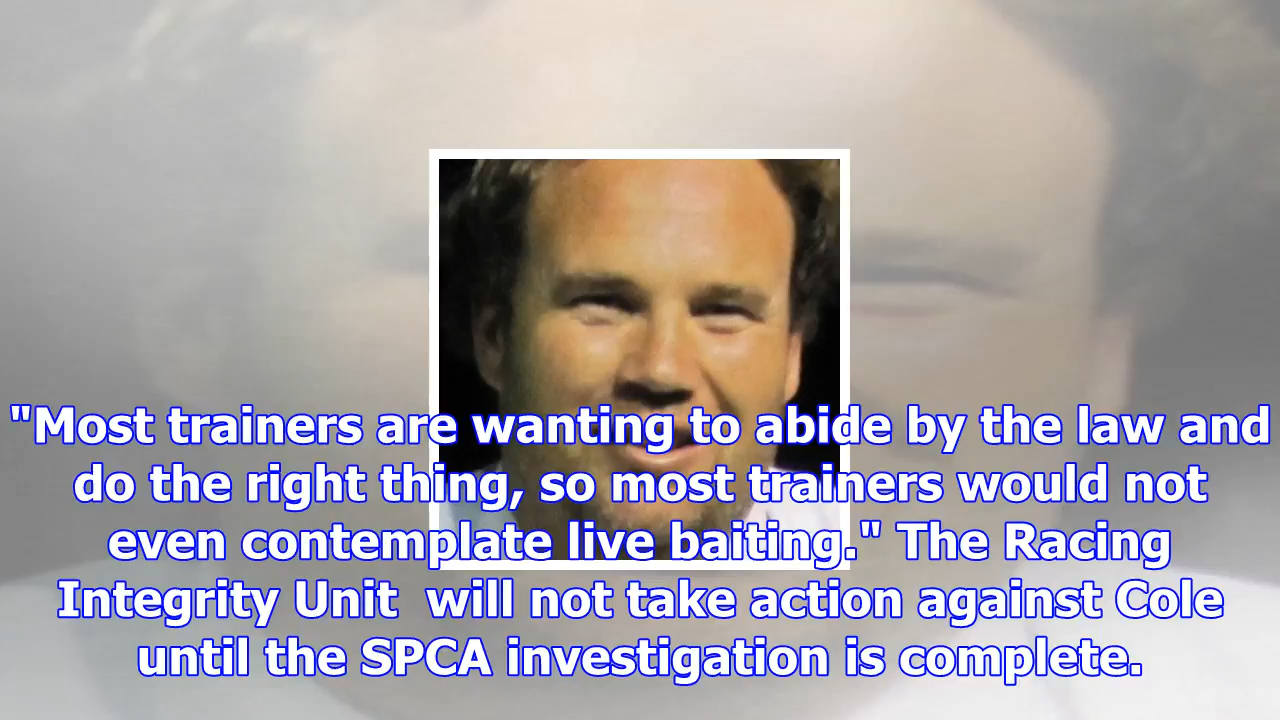 "Most trainers are wanting to abide by the law and
do the right thing, so most trainers would not
even contemplate live baiting." The Racing
Integrity Unit  will not take action against Cole
until the SPCA investigation is complete.